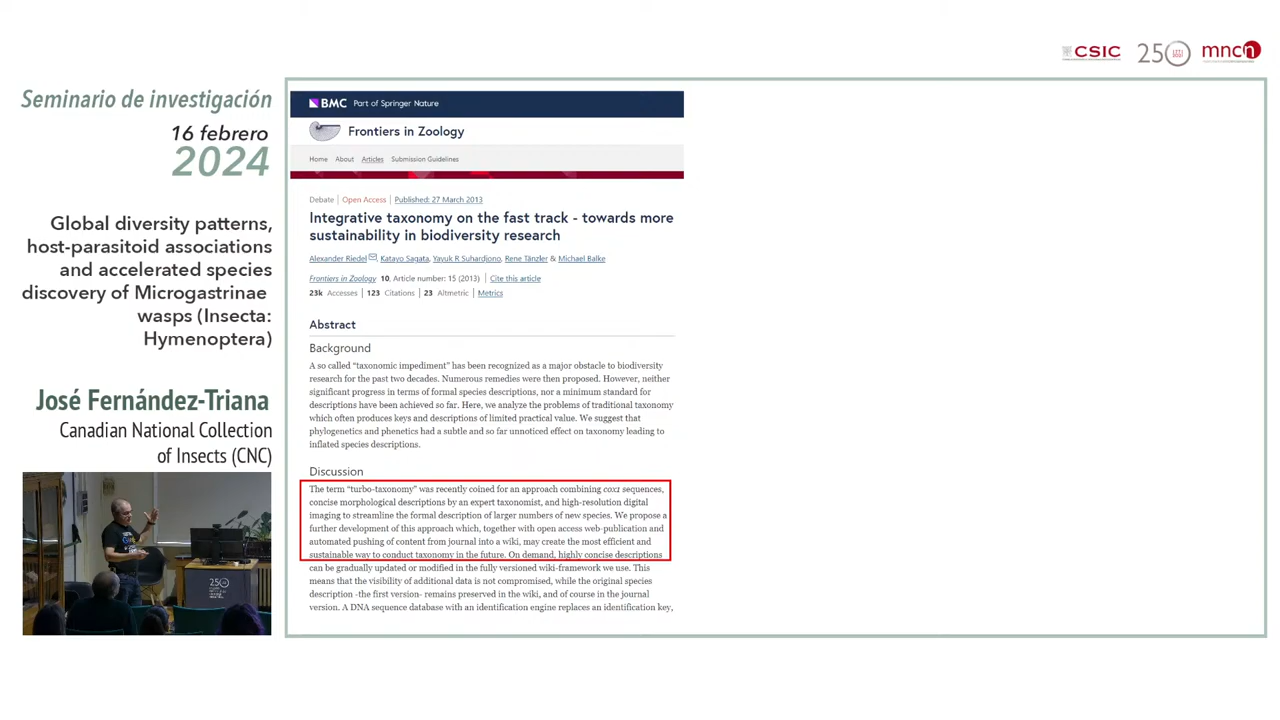 CSIC
250
mncn
Seminario de investigación
16 febrero
2024
Global diversity patterns,
host-parasitoid associations
and accelerated species
discovery of Microgastrinae
wasps (Insecta:
Hymenoptera)
José Fernández-Triana
Canadian National Collection
of Insects (CNC)
BMC Part of Springer Nature
Frontiers in Zoology
Home About Articles Submission Guidelines
Debate | Open Access | Published: 27 March 2013
Integrative taxonomy on the fast track - towards more
sustainability in biodiversity research
Alexander Riedel, Katayo Sagata, Yayuk R Suhardjono, Rene Tänzler & Michael Balke
Frontiers in Zoology 10, Article number: 15 (2013) | Cite this article
23k Accesses | 123 Citations | 23 Altmetric | Metrics
Abstract
Background
A so called “taxonomic impediment” has been recognized as a major obstacle to biodiversity
research for the past two decades. Numerous remedies were then proposed. However, neither
significant progress in terms of formal species descriptions, nor a minimum standard for
descriptions have been achieved so far. Here, we analyze the problems of traditional taxonomy
which often produces keys and descriptions of limited practical value. We suggest that
phylogenetics and phenetics had a subtle and so far unnoticed effect on taxonomy leading to
inflated species descriptions.
Discussion
The term “turbo-taxonomy” was recently coined for an approach combining cox1 sequences,
concise morphological descriptions by an expert taxonomist, and high-resolution digital
imaging to streamline the formal description of larger numbers of new species. We propose a
further development of this approach which, together with open access web-publication and
automated pushing of content from journal into a wiki, may create the most efficient and
sustainable way to conduct taxonomy in the future. On demand, highly concise descriptions
can be gradually updated or modified in the fully versioned wiki-framework we use. This
means that the visibility of additional data is not compromised, while the original species
description -the first version- remains preserved in the wiki, and of course in the journal
version. A DNA sequence database with an identification engine replaces an identification key,
250